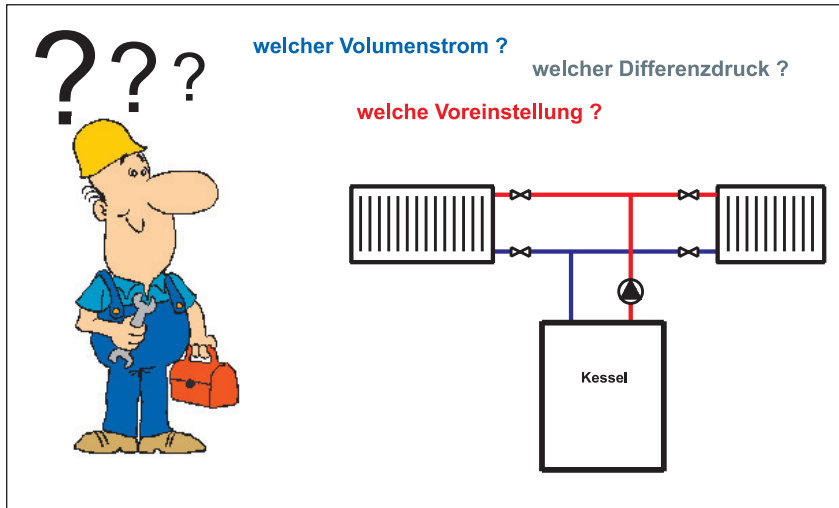 ? ? ?
welcher Volumenstrom ?
welcher Differenzdruck ?
welche Voreinstellung ?
Kessel